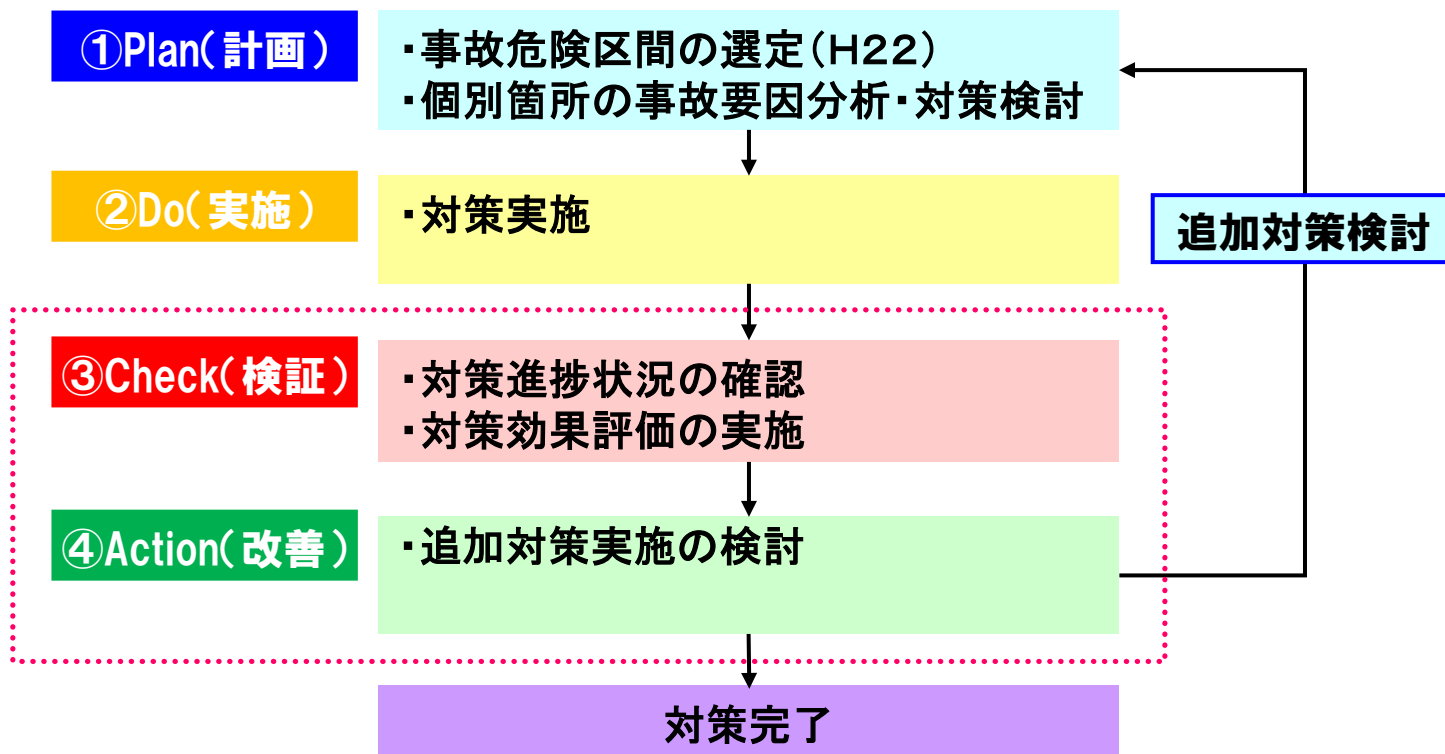 ①Plan(計画)
・事故危険区間の選定(H22)
・個別箇所の事故要因分析・対策検討
②Do(実施)
・対策実施
追加対策検討
③Check(検証)
・対策進捗状況の確認
・対策効果評価の実施
④Action(改善)
・追加対策実施の検討
対策完了